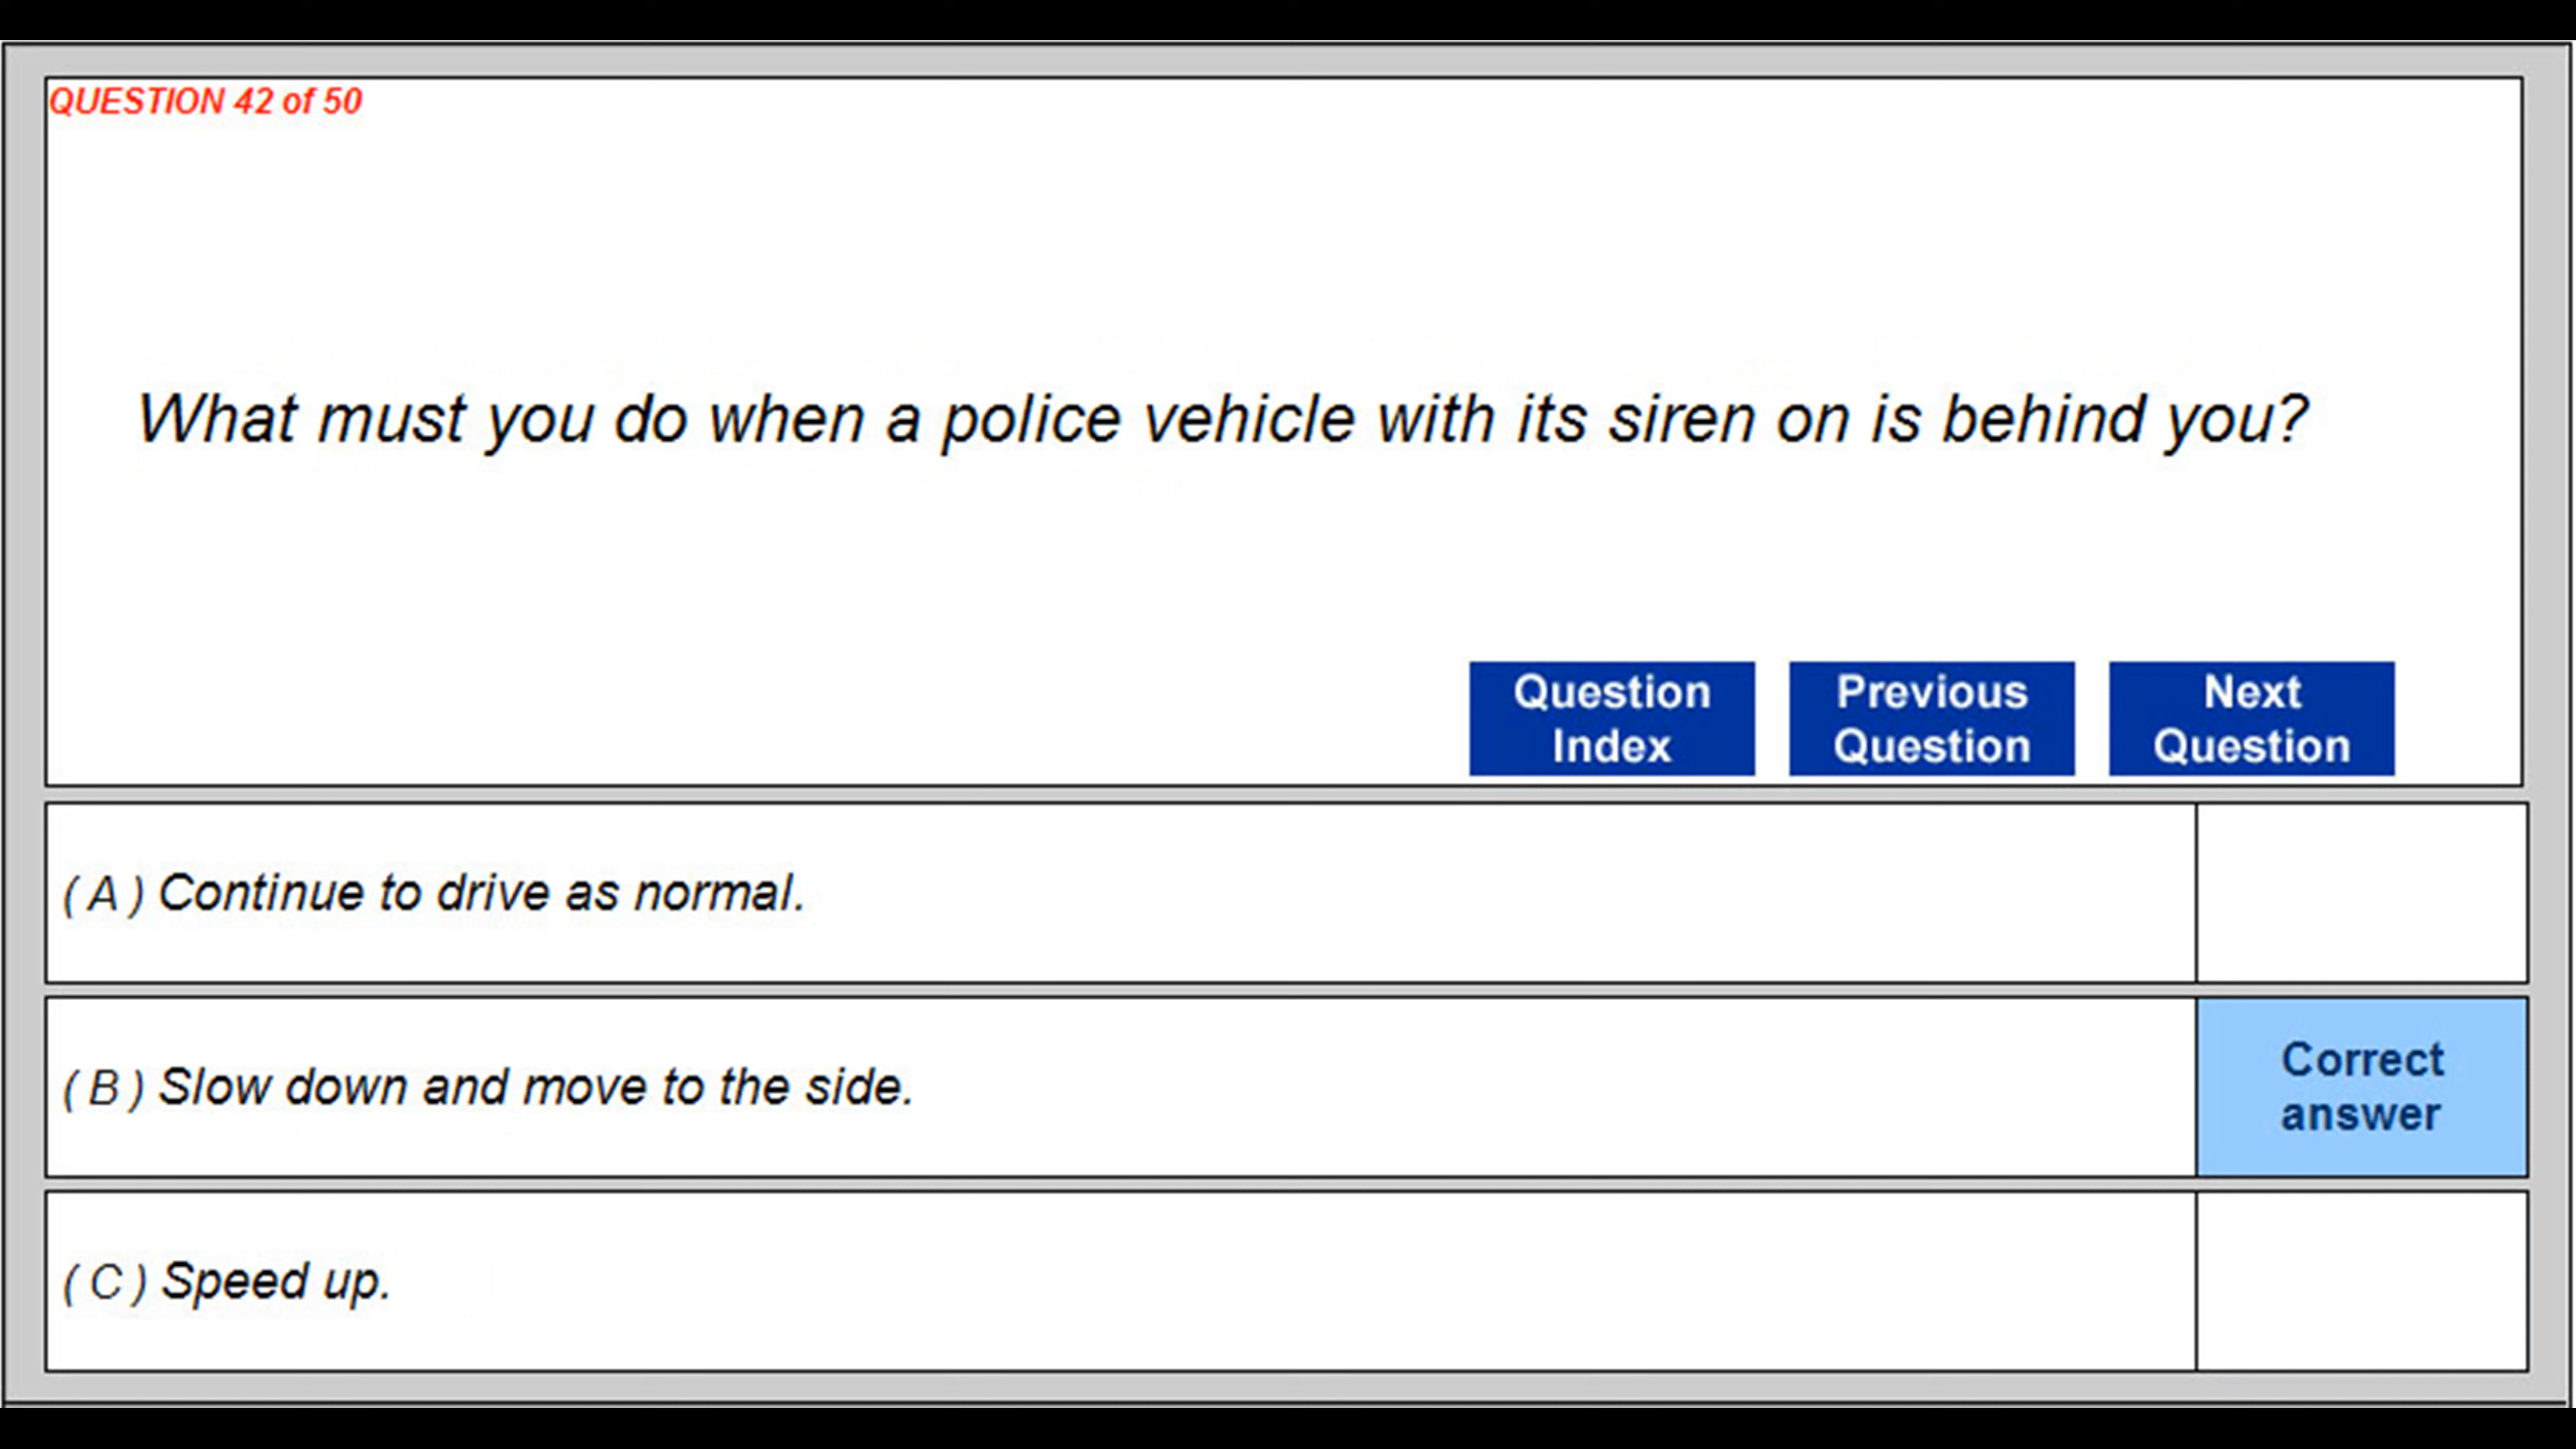 QUESTION 42 of 50
What must you do when a police vehicle with its siren on is behind you?
Question
Index
Previous
Question
Next
Question
( A ) Continue to drive as normal.
( B ) Slow down and move to the side.
Correct
answer
( C ) Speed up.